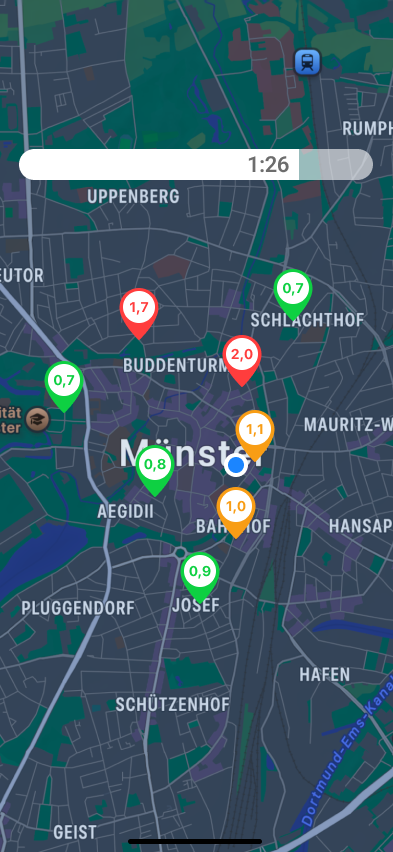 RUMPH
1:26
UPPENBERG
EUTOR
0,7
1,7
SCHLACHTHOF
2,0
BUDDENTURM
0,7
ität
ter
1,1
MAURITZ-W
Münster
0,8
1,0
AEGIDII
BAHNHOF
HANSAP
0,9
JOSEF
PLUGGENDORF
HAFEN
SCHÜTZENHOF
Dortmund-Ems-Kana
GEIST